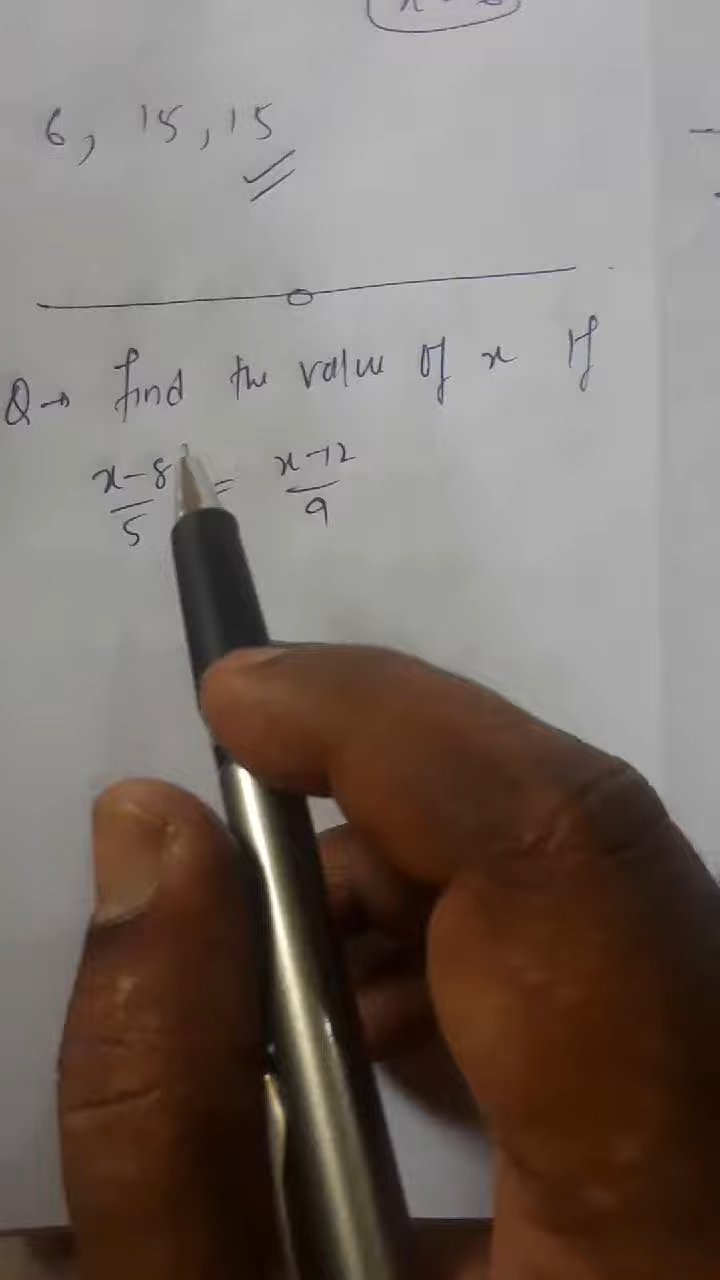 6, 15, 15
Q→ find the value of x If
x-8/5 = x-12/9